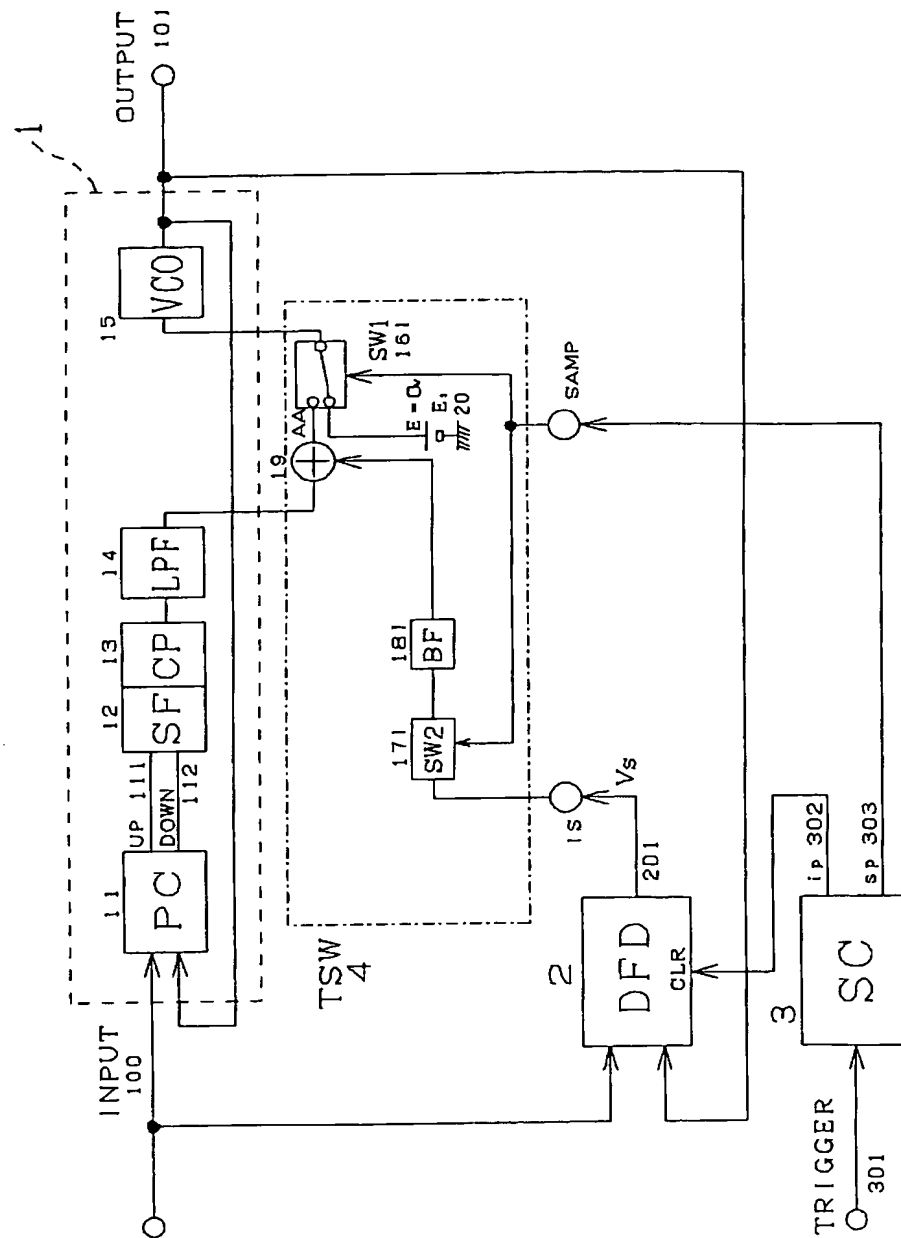 1
OUTPUT
101
INPUT
100
11
PC
UP 111
DOWN
112
12
SF
13
CP
14
LPF
15
VCO
TSW
4
19
AA
SW1
161
E = 0v
E1
20
171
SW2
181
BF
SAMP
IS
Vs
201
2
DFD
CLR
ip 302
sp 303
3
SC
TRIGGER
301